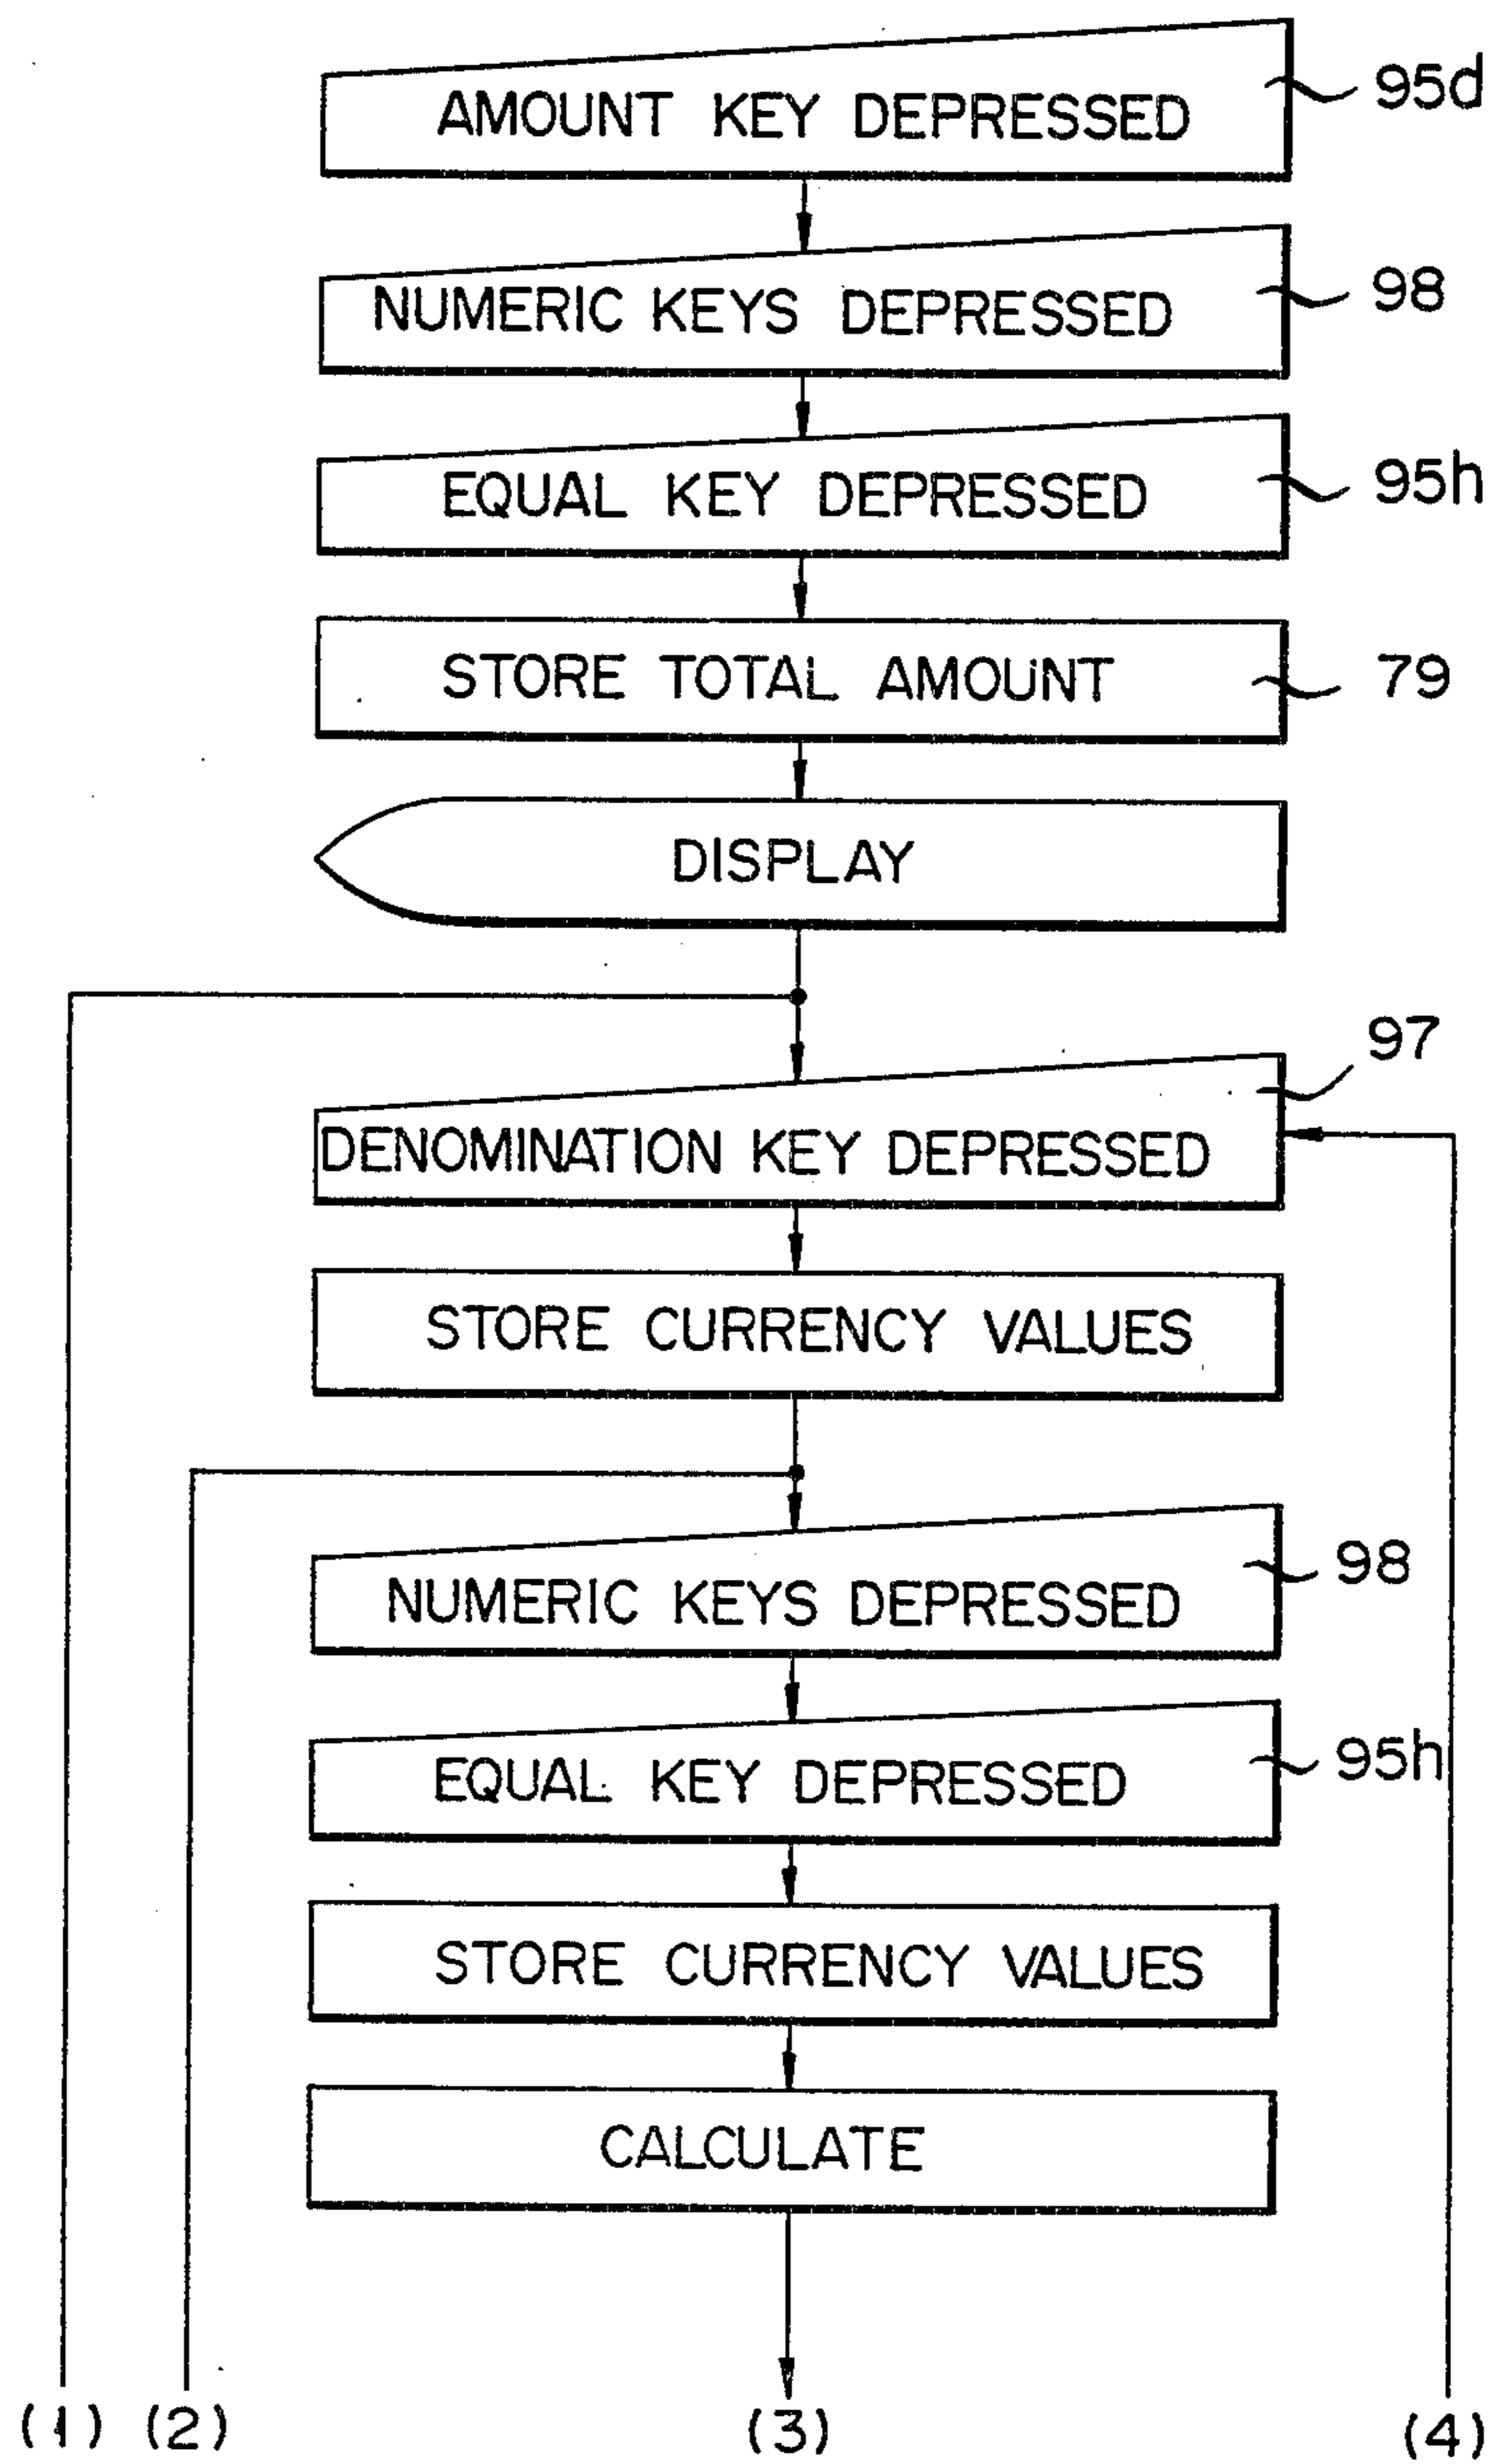 AMOUNT KEY DEPRESSED 95d
NUMERIC KEYS DEPRESSED 98
EQUAL KEY DEPRESSED 95h
STORE TOTAL AMOUNT 79
DISPLAY
97
DENOMINATION KEY DEPRESSED
STORE CURRENCY VALUES
NUMERIC KEYS DEPRESSED 98
EQUAL KEY DEPRESSED 95h
STORE CURRENCY VALUES
CALCULATE
(1) (2) (3) (4)